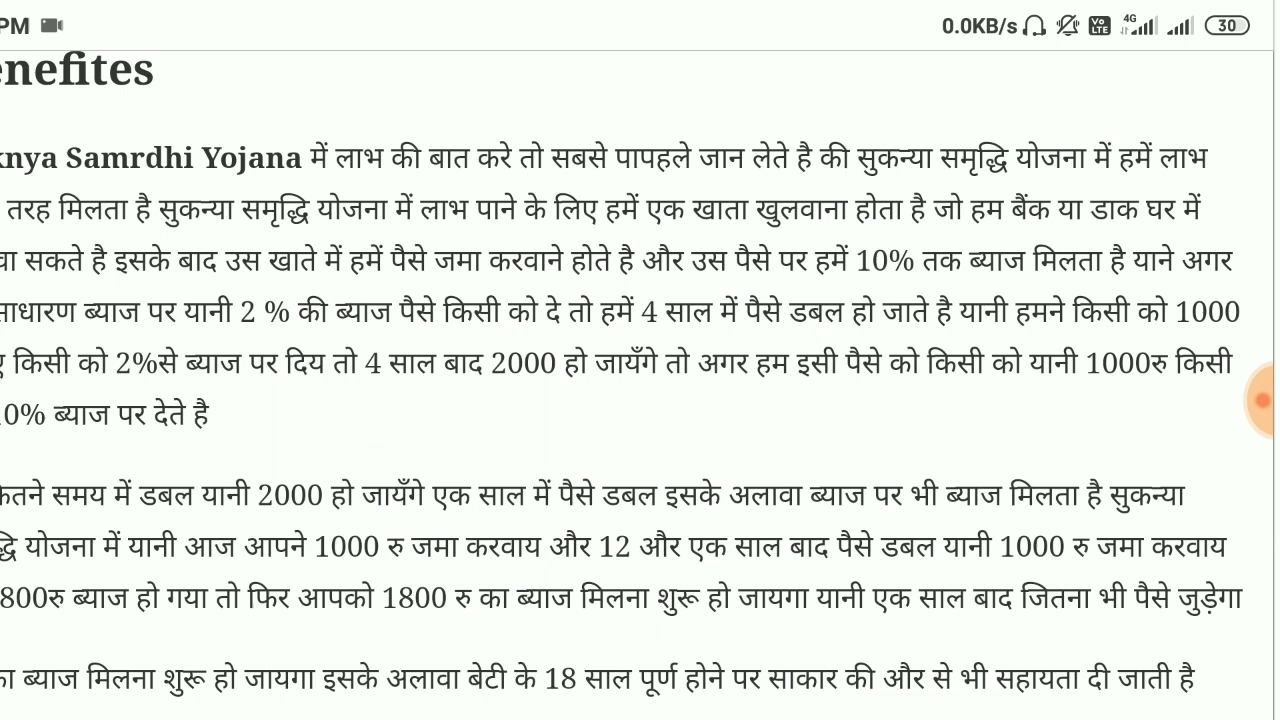 PM 0.0KB/s Vo LTE 4G 30
enefites
knya Samrdhi Yojana में लाभ की बात करे तो सबसे पापहले जान लेते है की सुकन्या समृद्धि योजना में हमें लाभ
तरह मिलता है सुकन्या समृद्धि योजना में लाभ पाने के लिए हमें एक खाता खुलवाना होता है जो हम बैंक या डाक घर में
वा सकते है इसके बाद उस खाते में हमें पैसे जमा करवाने होते है और उस पैसे पर हमें 10% तक ब्याज मिलता है याने अगर
साधारण ब्याज पर यानी 2 % की ब्याज पैसे किसी को दे तो हमें 4 साल में पैसे डबल हो जाते है यानी हमने किसी को 1000
ए किसी को 2%से ब्याज पर दिय तो 4 साल बाद 2000 हो जायँगे तो अगर हम इसी पैसे को किसी को यानी 1000रु किसी
10% ब्याज पर देते है
कितने समय में डबल यानी 2000 हो जायँगे एक साल में पैसे डबल इसके अलावा ब्याज पर भी ब्याज मिलता है सुकन्या
द्धि योजना में यानी आज आपने 1000 रु जमा करवाय और 12 और एक साल बाद पैसे डबल यानी 1000 रु जमा करवाय
800रु ब्याज हो गया तो फिर आपको 1800 रु का ब्याज मिलना शुरू हो जायगा यानी एक साल बाद जितना भी पैसे जुड़ेगा
का ब्याज मिलना शुरू हो जायगा इसके अलावा बेटी के 18 साल पूर्ण होने पर साकार की और से भी सहायता दी जाती है